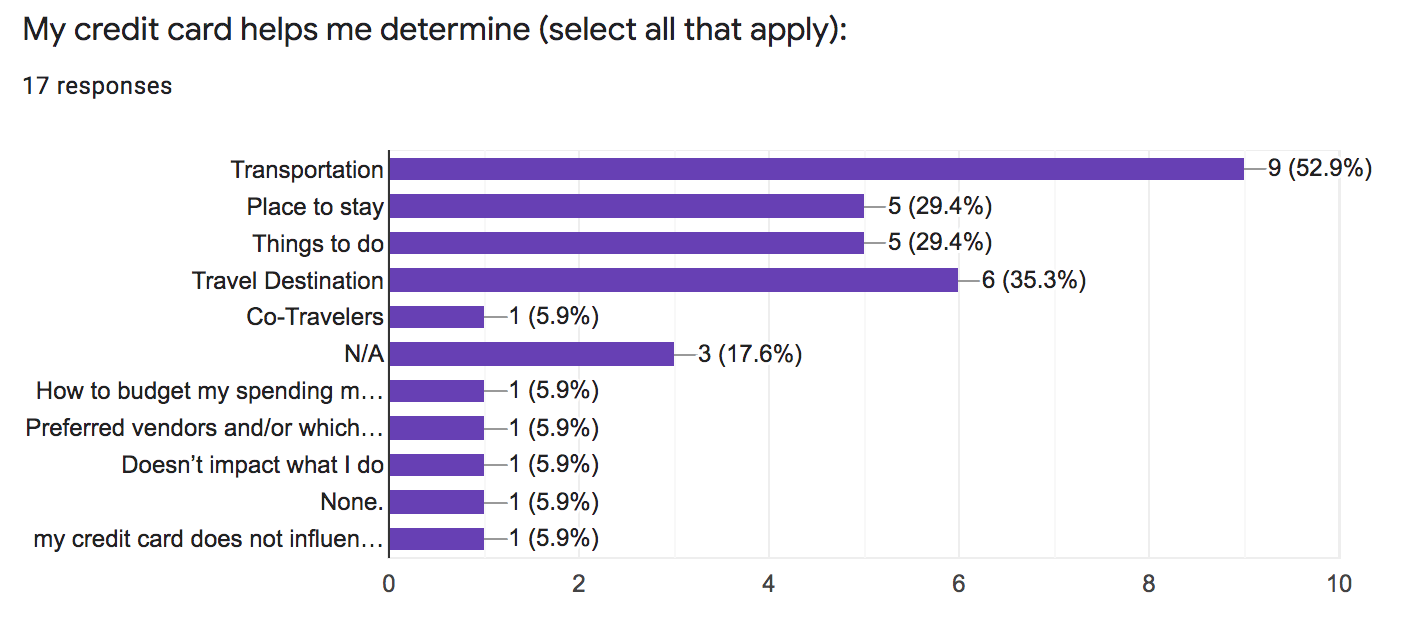 My credit card helps me determine (select all that apply):
17 responses
Transportation 9 (52.9%)
Place to stay 5 (29.4%)
Things to do 5 (29.4%)
Travel Destination 6 (35.3%)
Co-Travelers 1 (5.9%)
N/A 3 (17.6%)
How to budget my spending m... 1 (5.9%)
Preferred vendors and/or which... 1 (5.9%)
Doesn’t impact what I do 1 (5.9%)
None. 1 (5.9%)
my credit card does not influen... 1 (5.9%)
0 2 4 6 8 10